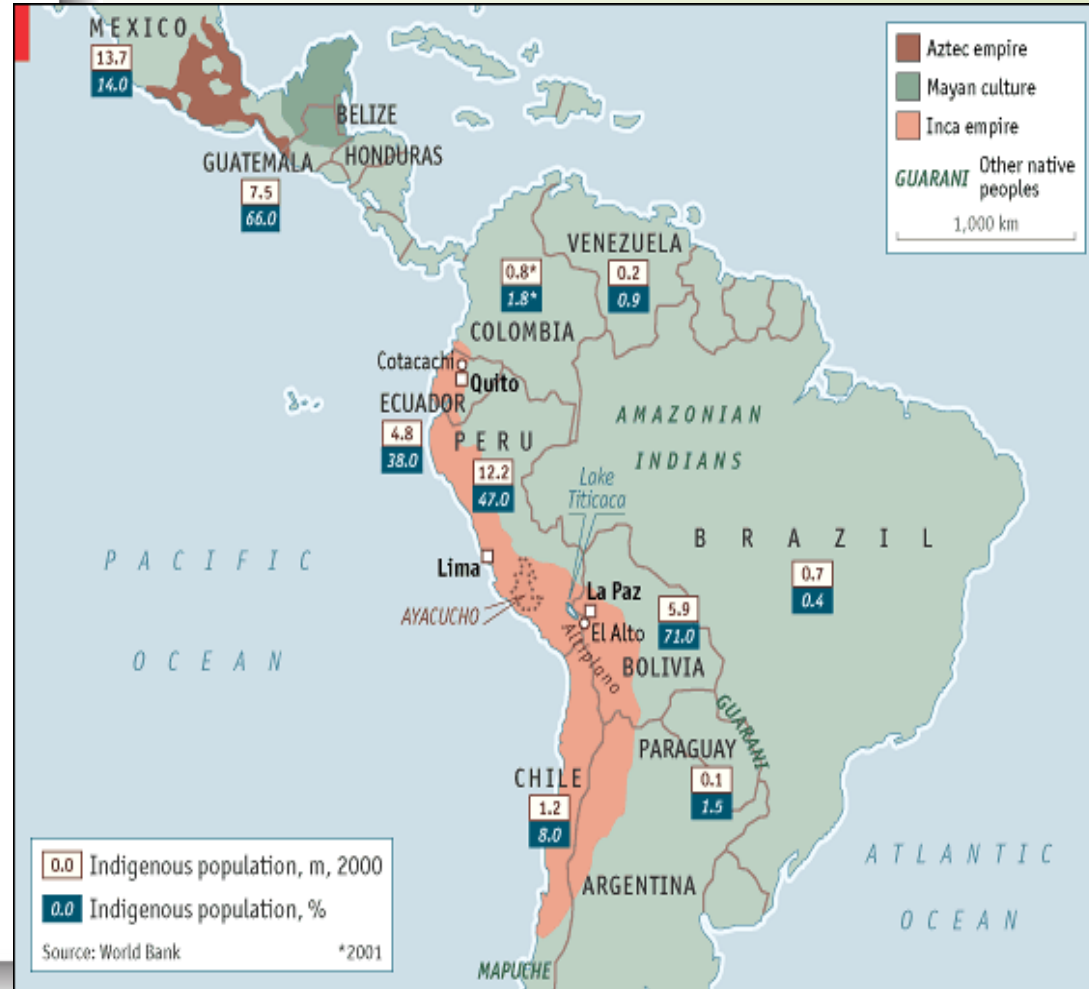 MEXICO
13.7
14.0
Aztec empire
Mayan culture
Inca empire
GUARANI Other native
peoples
1,000 km
BELIZE
GUATEMALA
HONDURAS
7.5
66.0
VENEZUELA
0.2
0.9
0.8*
1.8*
COLOMBIA
Cotacachi
Quito
ECUADOR
4.8
38.0
PERU
12.2
47.0
AMAZONIAN
INDIANS
Lake
Titicaca
BRAZIL
0.7
0.4
PACIFIC
OCEAN
Lima
AYACUCHO
La Paz
El Alto
Altiplano
5.9
71.0
BOLIVIA
GUARANI
PARAGUAY
0.1
1.5
CHILE
1.2
8.0
ARGENTINA
ATLANTIC
OCEAN
MAPUCHE
0.0 Indigenous population, m, 2000
0.0 Indigenous population, %
Source: World Bank *2001